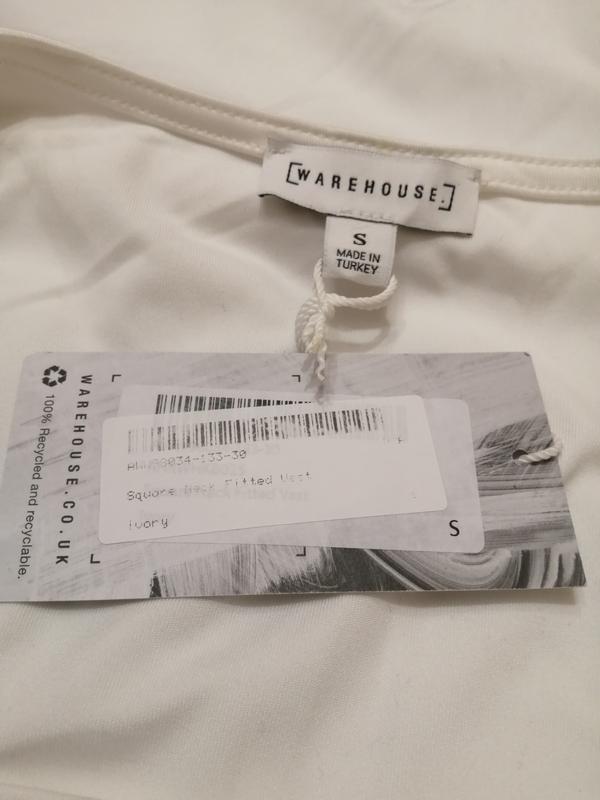 [WAREHOUSE.]
S
MADE IN
TURKEY
WAREHOUSE.CO.UK
100% Recycled and recyclable.
Square Neck Fitted Vest
Ivory
S